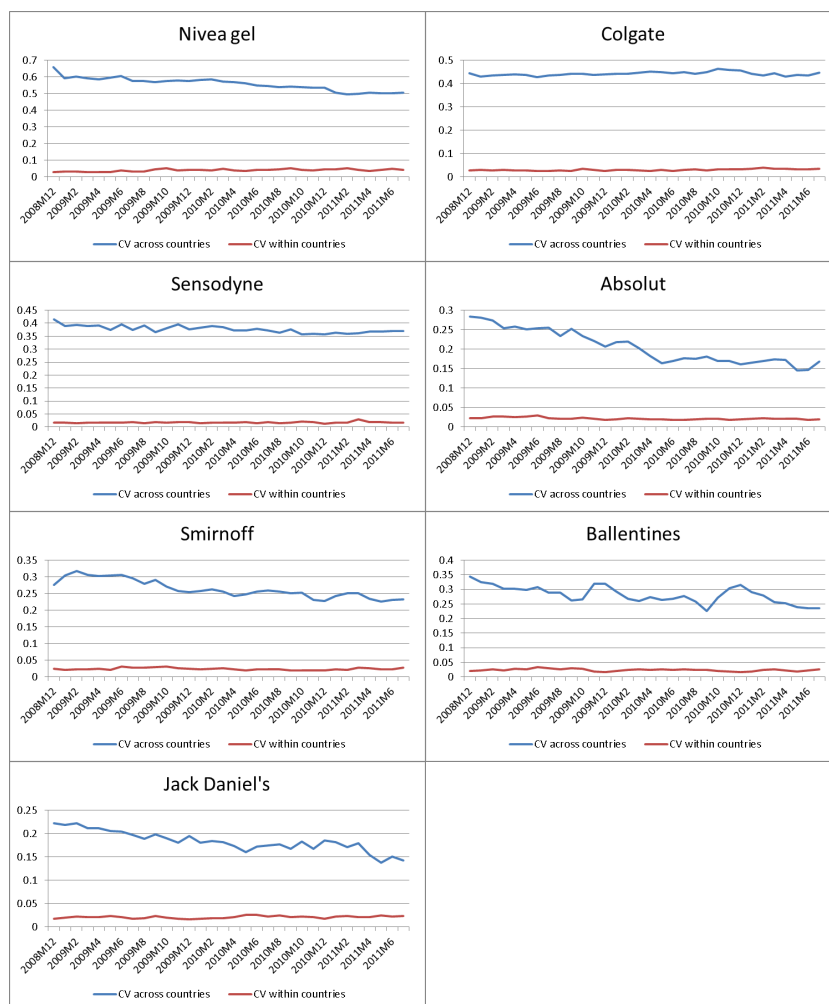 Nivea gel
0.7
0.6
0.5
0.4
0.3
0.2
0.1
0
2008M12
2009M2
2009M4
2009M6
2009M8
2009M10
2009M12
2010M2
2010M4
2010M6
2010M8
2010M10
2010M12
2011M2
2011M4
2011M6
CV across countries CV within countries
Colgate
0.5
0.4
0.3
0.2
0.1
0
2008M12
2009M2
2009M4
2009M6
2009M8
2009M10
2009M12
2010M2
2010M4
2010M6
2010M8
2010M10
2010M12
2011M2
2011M4
2011M6
CV across countries CV within countries
Sensodyne
0.45
0.4
0.35
0.3
0.25
0.2
0.15
0.1
0.05
0
2008M12
2009M2
2009M4
2009M6
2009M8
2009M10
2009M12
2010M2
2010M4
2010M6
2010M8
2010M10
2010M12
2011M2
2011M4
2011M6
CV across countries CV within countries
Absolut
0.3
0.25
0.2
0.15
0.1
0.05
0
2008M12
2009M2
2009M4
2009M6
2009M8
2009M10
2009M12
2010M2
2010M4
2010M6
2010M8
2010M10
2010M12
2011M2
2011M4
2011M6
CV across countries CV within countries
Smirnoff
0.35
0.3
0.25
0.2
0.15
0.1
0.05
0
2008M12
2009M2
2009M4
2009M6
2009M8
2009M10
2009M12
2010M2
2010M4
2010M6
2010M8
2010M10
2010M12
2011M2
2011M4
2011M6
CV across countries CV within countries
Ballentines
0.4
0.35
0.3
0.25
0.2
0.15
0.1
0.05
0
2008M12
2009M2
2009M4
2009M6
2009M8
2009M10
2009M12
2010M2
2010M4
2010M6
2010M8
2010M10
2010M12
2011M2
2011M4
2011M6
CV across countries CV within countries
Jack Daniel's
0.25
0.2
0.15
0.1
0.05
0
2008M12
2009M2
2009M4
2009M6
2009M8
2009M10
2009M12
2010M2
2010M4
2010M6
2010M8
2010M10
2010M12
2011M2
2011M4
2011M6
CV across countries CV within countries